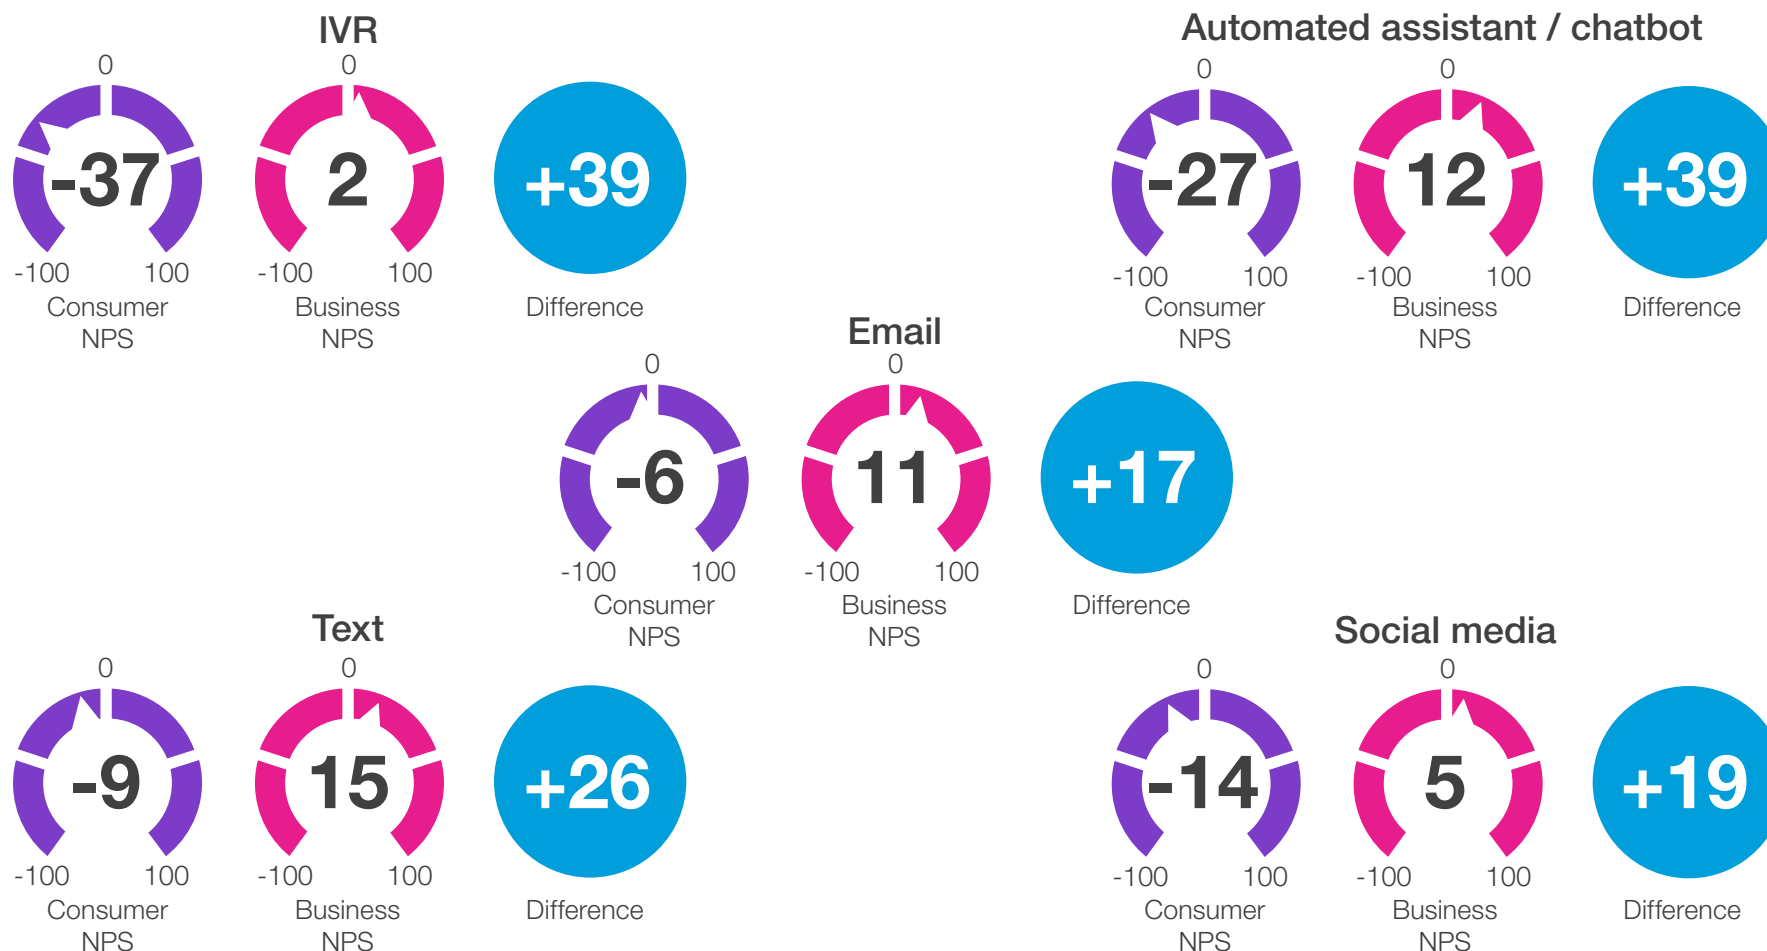 IVR
0
0
-37
2
+39
-100
100
-100
100
Consumer
NPS
Business
NPS
Difference
Automated assistant / chatbot
0
0
-27
12
+39
-100
100
-100
100
Consumer
NPS
Business
NPS
Difference
Email
0
0
-6
11
+17
-100
100
-100
100
Consumer
NPS
Business
NPS
Difference
Text
0
0
-9
15
+26
-100
100
-100
100
Consumer
NPS
Business
NPS
Difference
Social media
0
0
-14
5
+19
-100
100
-100
100
Consumer
NPS
Business
NPS
Difference